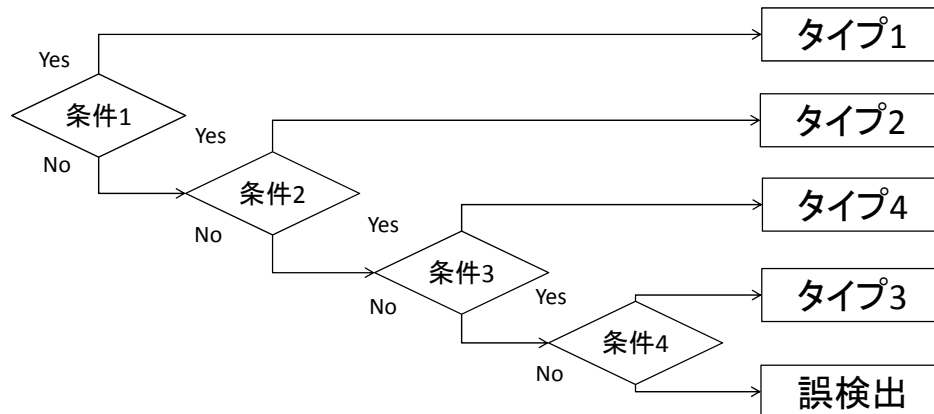 タイプ1
Yes
条件1
Yes
タイプ2
No
条件2
Yes
タイプ4
No
条件3
Yes
タイプ3
No
条件4
No
誤検出